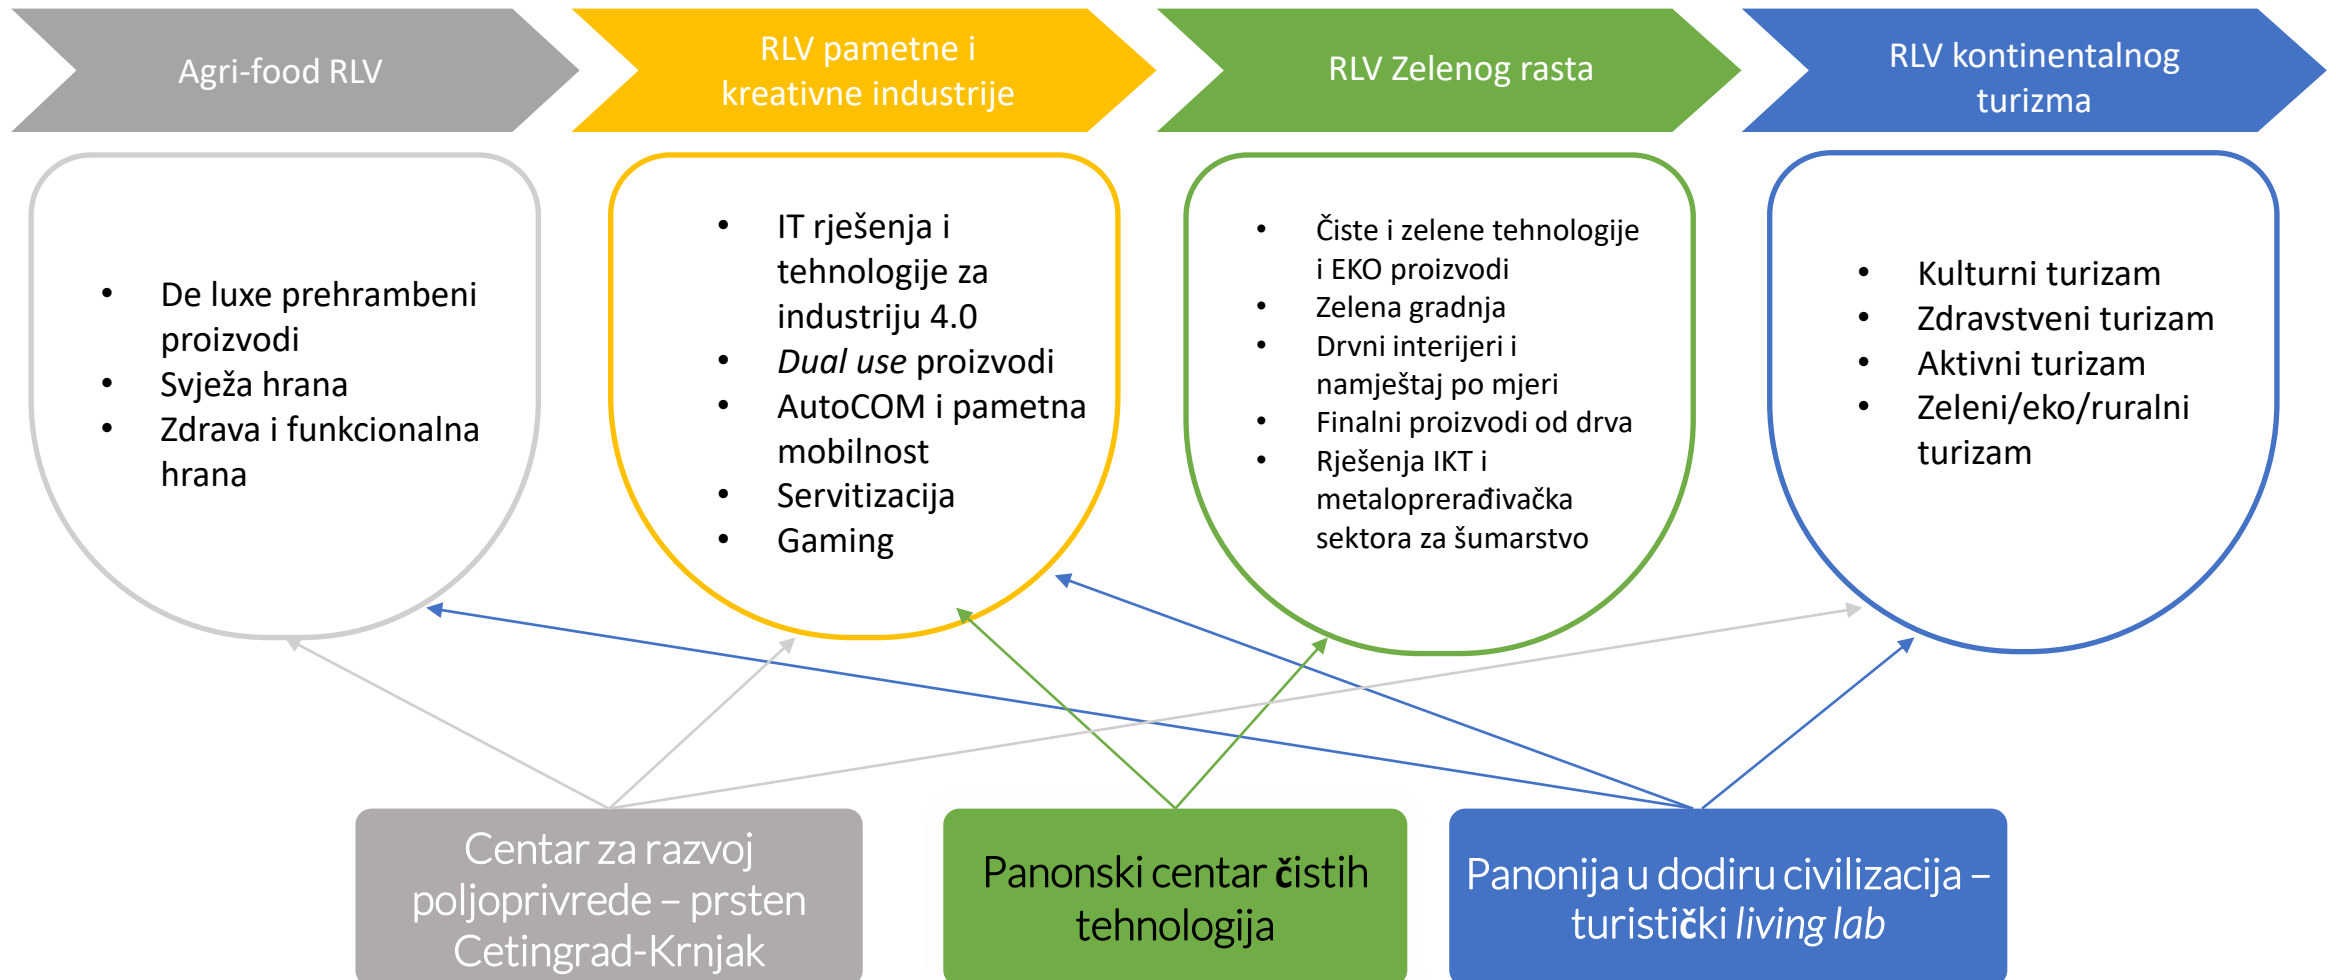 Agri-food RLV
RLV pametne i
kreativne industrije
RLV Zelenog rasta
RLV kontinentalnog
turizma
• De luxe prehrambeni
proizvodi
• Svježa hrana
• Zdrava i funkcionalna
hrana
• IT rješenja i
tehnologije za
industriju 4.0
• Dual use proizvodi
• AutoCOM i pametna
mobilnost
• Servitizacija
• Gaming
• Čiste i zelene tehnologije
i EKO proizvodi
• Zelena gradnja
• Drvni interijeri i
namještaj po mjeri
• Finalni proizvodi od drva
• Rješenja IKT i
metaloprerađivačka
sektora za šumarstvo
• Kulturni turizam
• Zdravstveni turizam
• Aktivni turizam
• Zeleni/eko/ruralni
turizam
Centar za razvoj
poljoprivrede – prsten
Cetingrad-Krnjak
Panonski centar čistih
tehnologija
Panonija u dodiru civilizacija –
turistički living lab